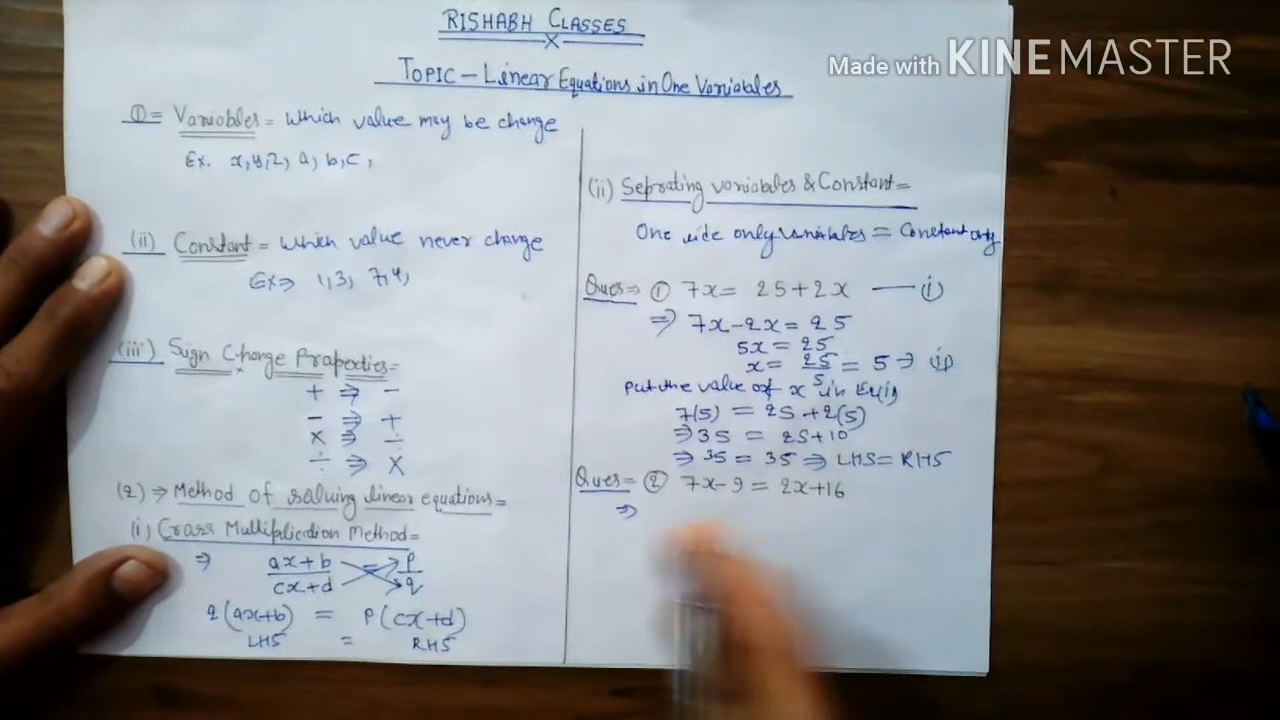 RISHABH CLASSES
X
TOPIC - Linear Equations in One Variables
Made with KINEMASTER
① = Variables = Which value may be change
Ex. x, y, z, a, b, c,
(ii) Constant = Which value never change
Ex ⇒ 1, 3, 7, 4,
(iii) Sign Change Properties =
+ ⇒ -
- ⇒ +
× ⇒ ÷
÷ ⇒ ×
(2) ⇒ Method of solving linear equations =
(i) Cross Multiplication Method =
⇒ ax+b / cx+d = p / q
q(ax+b) = p(cx+d)
LHS = RHS
(ii) Seprating variables & Constant =
One side only variables = Constant only
Ques ⇒ ① 7x = 25+2x — (i)
⇒ 7x-2x = 25
5x = 25
x = 25/5 = 5 → (ii)
Put the value of x in Eq (i)
7(5) = 25+2(5)
⇒ 35 = 25+10
⇒ 35 = 35 ⇒ LHS = RHS
Ques = ② 7x-9 = 2x+16
⇒